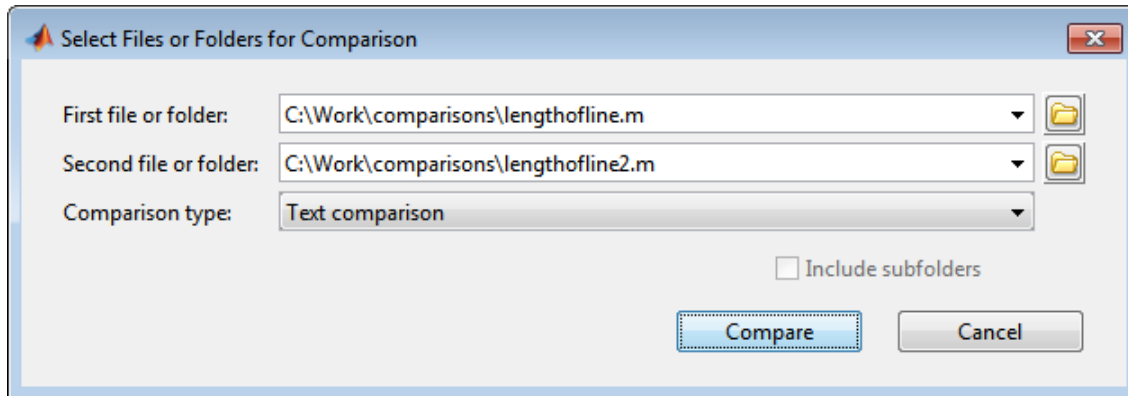 Select Files or Folders for Comparison
First file or folder: C:\Work\comparisons\lengthofline.m
Second file or folder: C:\Work\comparisons\lengthofline2.m
Comparison type: Text comparison
Include subfolders
Compare Cancel